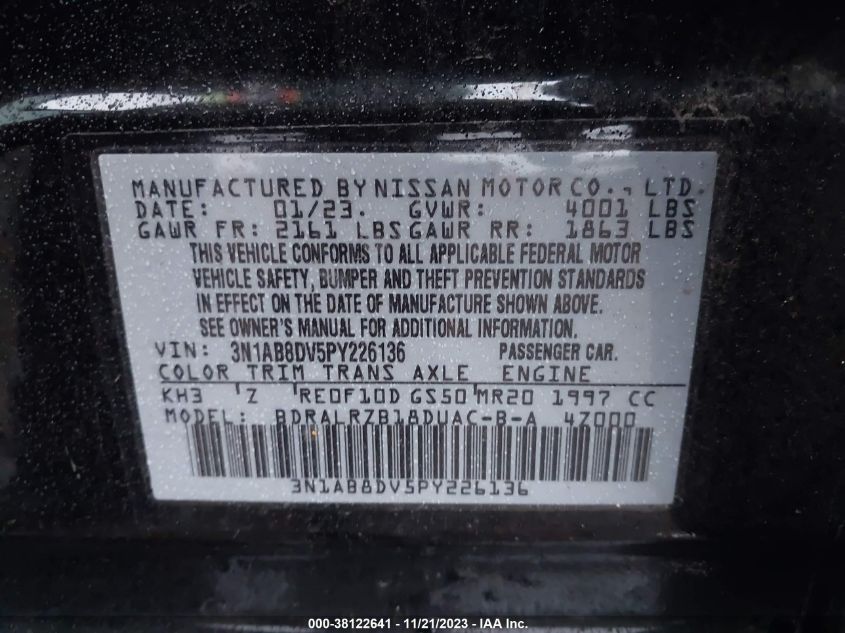 MANUFACTURED BY NISSAN MOTOR CO., LTD.
DATE: 01/23. GVWR: 4001 LBS
GAWR FR: 2161 LBS GAWR RR: 1863 LBS
THIS VEHICLE CONFORMS TO ALL APPLICABLE FEDERAL MOTOR
VEHICLE SAFETY, BUMPER AND THEFT PREVENTION STANDARDS
IN EFFECT ON THE DATE OF MANUFACTURE SHOWN ABOVE.
SEE OWNER'S MANUAL FOR ADDITIONAL INFORMATION.
VIN: 3N1AB8DV5PY226136 PASSENGER CAR.
COLOR TRIM TRANS AXLE ENGINE
KH3 Z RE0F10D GS50 MR20 1997 CC
MODEL: BDRALRZB18DUAC-B-A 4Z000
3N1AB8DV5PY226136
000-38122641 - 11/21/2023 - IAA Inc.